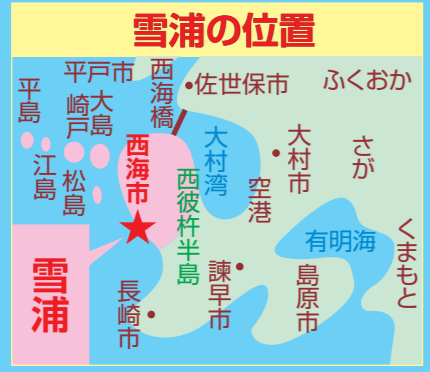 雪浦の位置
平戸市
西海橋
佐世保市
ふくおか
平島
崎戸
大島
江島
松島
西海市
大村湾
大村市
さが
西彼杵半島
空港
有明海
くまもと
雪浦
長崎市
諫早市
島原市